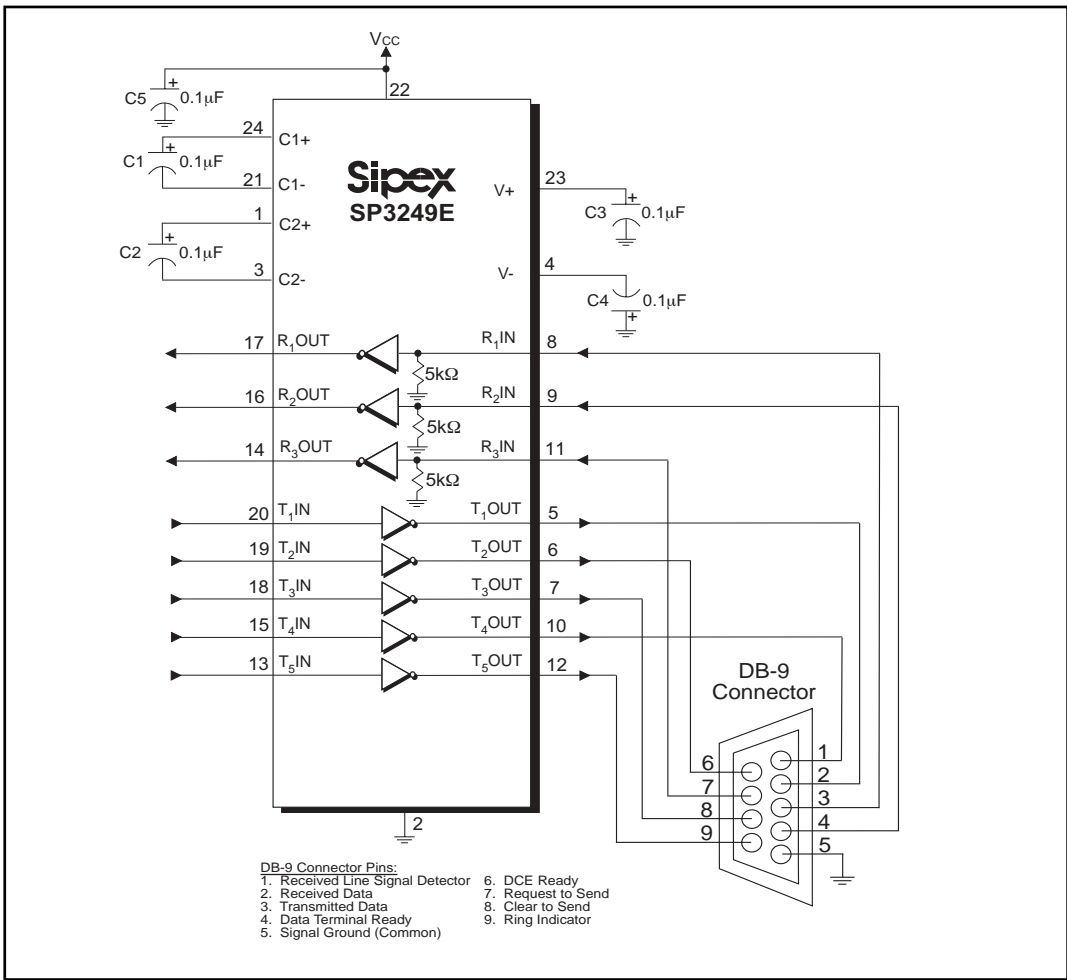 VCC
22
C5
+
0.1µF
24
C1+
C1
+
0.1µF
21
C1-
1
C2+
C2
+
0.1µF
3
C2-
Sipex
SP3249E
V+
23
C3
+
0.1µF
V-
4
C4
0.1µF
+
17 R1OUT R1IN 8
5kΩ
16 R2OUT R2IN 9
5kΩ
14 R3OUT R3IN 11
5kΩ
20 T1IN T1OUT 5
19 T2IN T2OUT 6
18 T3IN T3OUT 7
15 T4IN T4OUT 10
13 T5IN T5OUT 12
2
DB-9
Connector
6
7
8
9
1
2
3
4
5
DB-9 Connector Pins:
1. Received Line Signal Detector
2. Received Data
3. Transmitted Data
4. Data Terminal Ready
5. Signal Ground (Common)
6. DCE Ready
7. Request to Send
8. Clear to Send
9. Ring Indicator